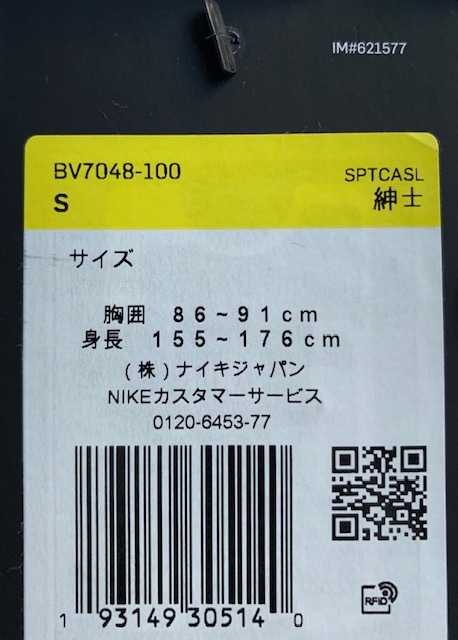 IM#621577
BV7048-100
SPTCASL
S
紳士
サイズ
胸囲 86~91cm
身長 155~176cm
(株)ナイキジャパン
NIKEカスタマーサービス
0120-6453-77
RFID
1 93149 30514 0